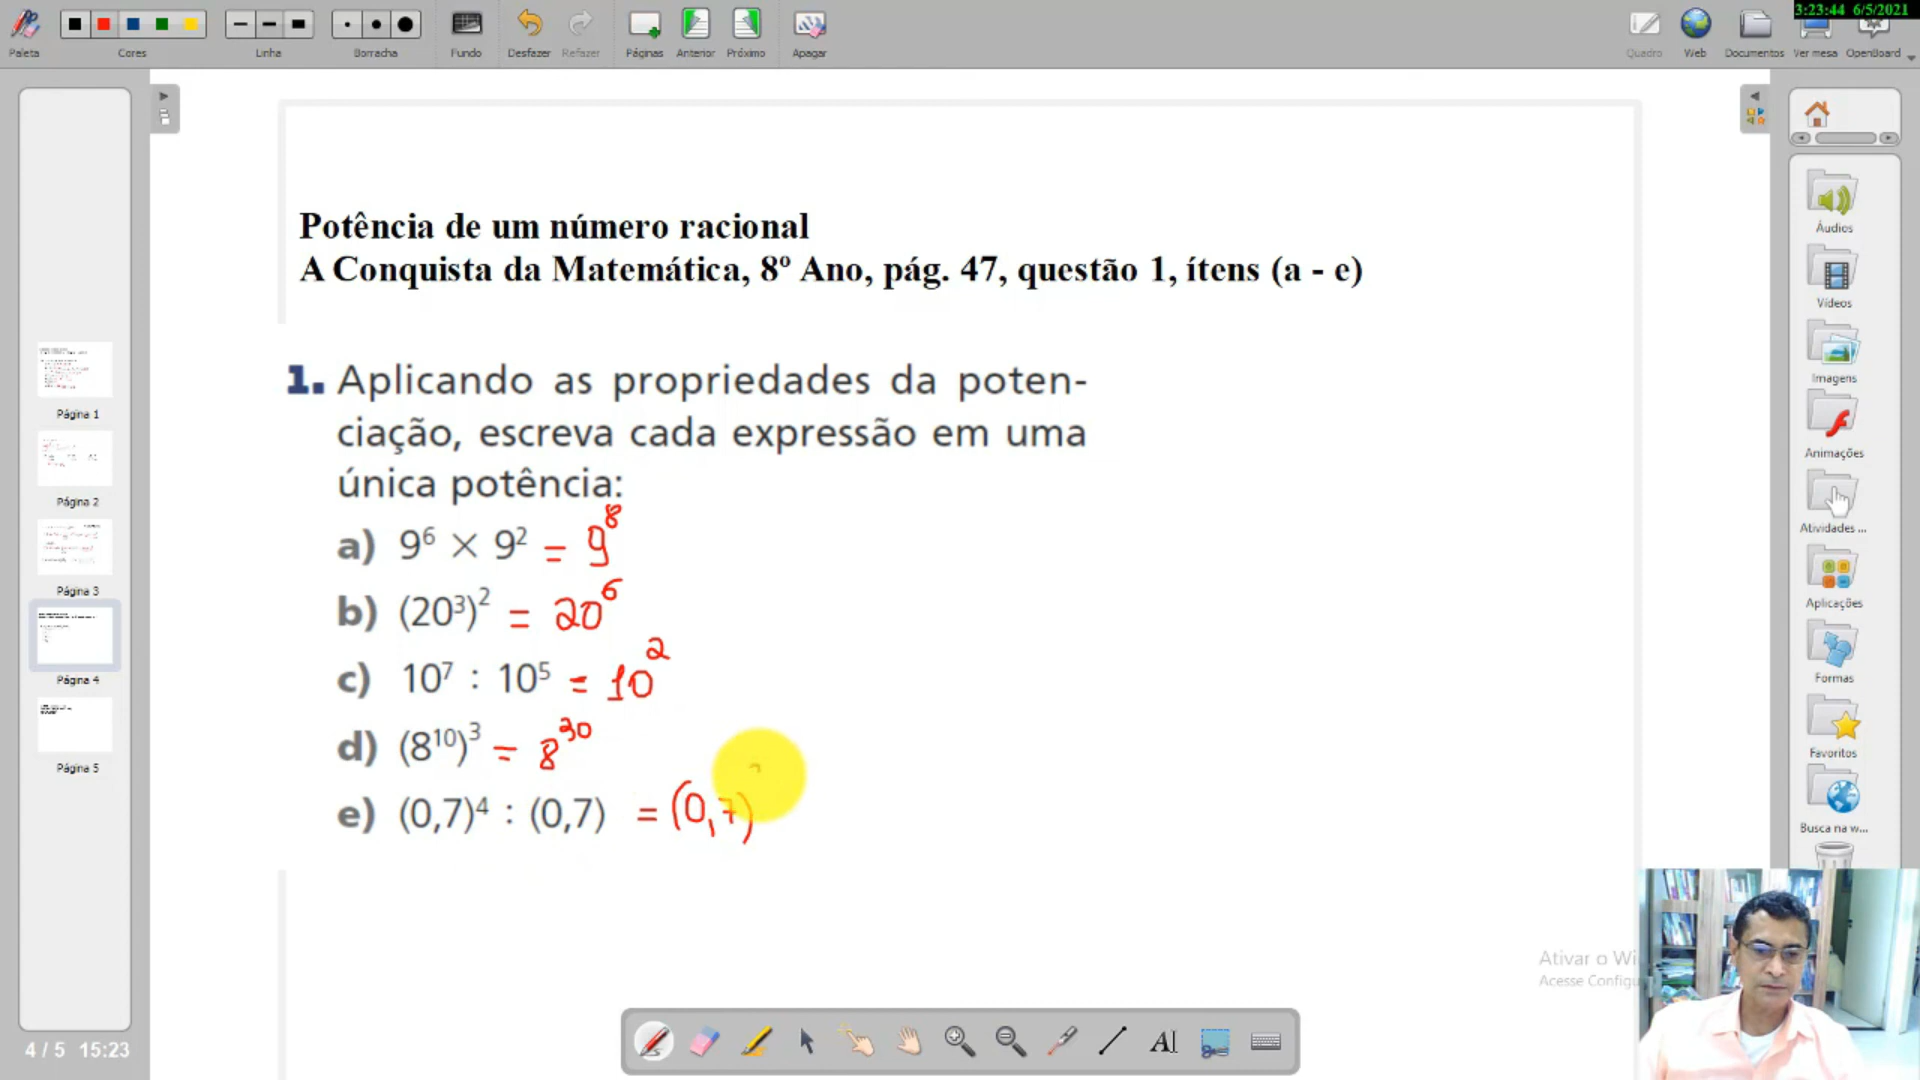 Paleta
Cores
Linha
Borracha
Fundo
Desfazer
Refazer
Páginas
Anterior
Próximo
Apagar
Quadro
Web
Documentos
Ver mesa
OpenBoard
3:23:44 6/5/2021
Potência de um número racional
A Conquista da Matemática, 8º Ano, pág. 47, questão 1, ítens (a - e)
1. Aplicando as propriedades da poten-
ciação, escreva cada expressão em uma
única potência:
a) 9⁶ × 9² = 9⁸
b) (20³)² = 20⁶
c) 10⁷ : 10⁵ = 10²
d) (8¹⁰)³ = 8³⁰
e) (0,7)⁴ : (0,7) = (0,7)
Página 1
Página 2
Página 3
Página 4
Página 5
4 / 5 15:23
Áudios
Vídeos
Imagens
Animações
Atividades ...
Aplicações
Formas
Favoritos
Busca na w...
Ativar o Wi
Acesse Configu